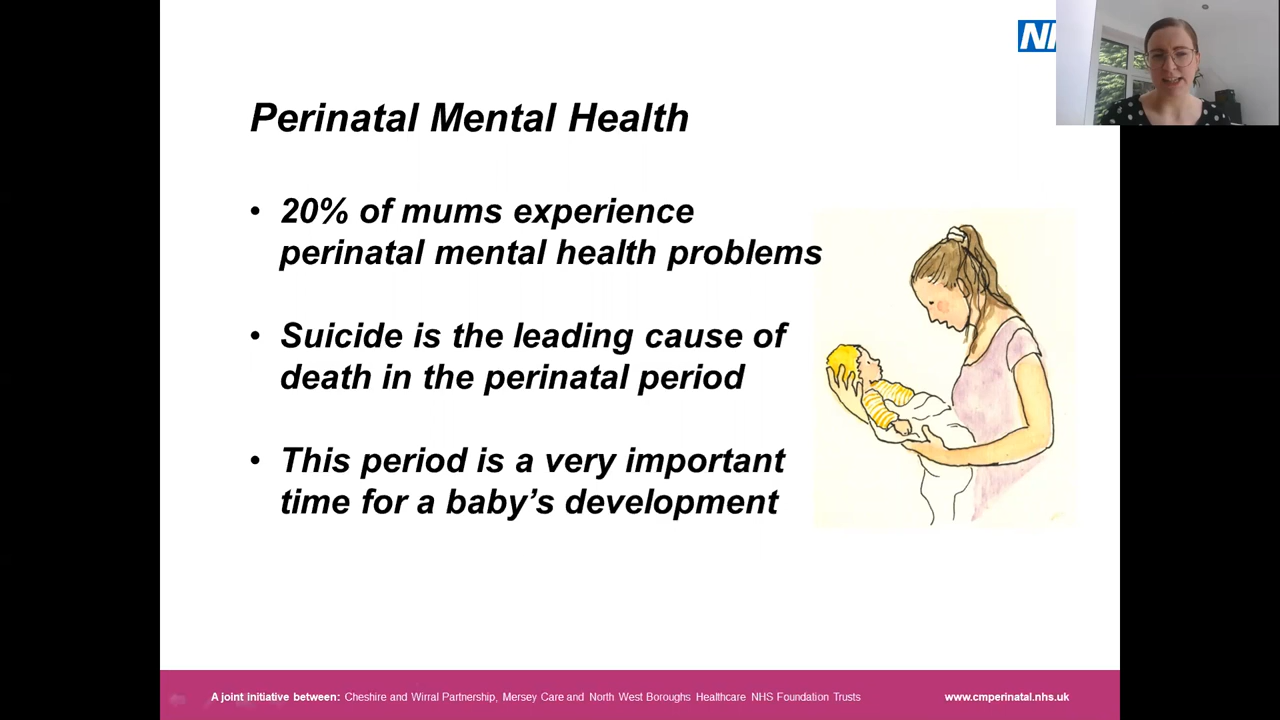 Perinatal Mental Health
• 20% of mums experience
perinatal mental health problems
• Suicide is the leading cause of
death in the perinatal period
• This period is a very important
time for a baby’s development
A joint initiative between: Cheshire and Wirral Partnership, Mersey Care and North West Boroughs Healthcare NHS Foundation Trusts
www.cmperinatal.nhs.uk